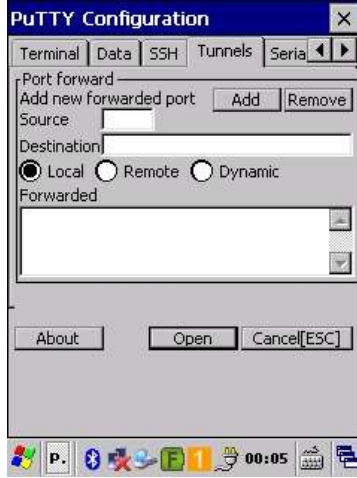 PuTTY Configuration
Terminal Data SSH Tunnels Seria
Port forward
Add new forwarded port Add Remove
Source
Destination
Local Remote Dynamic
Forwarded
About Open Cancel[ESC]
P. F 1 00:05